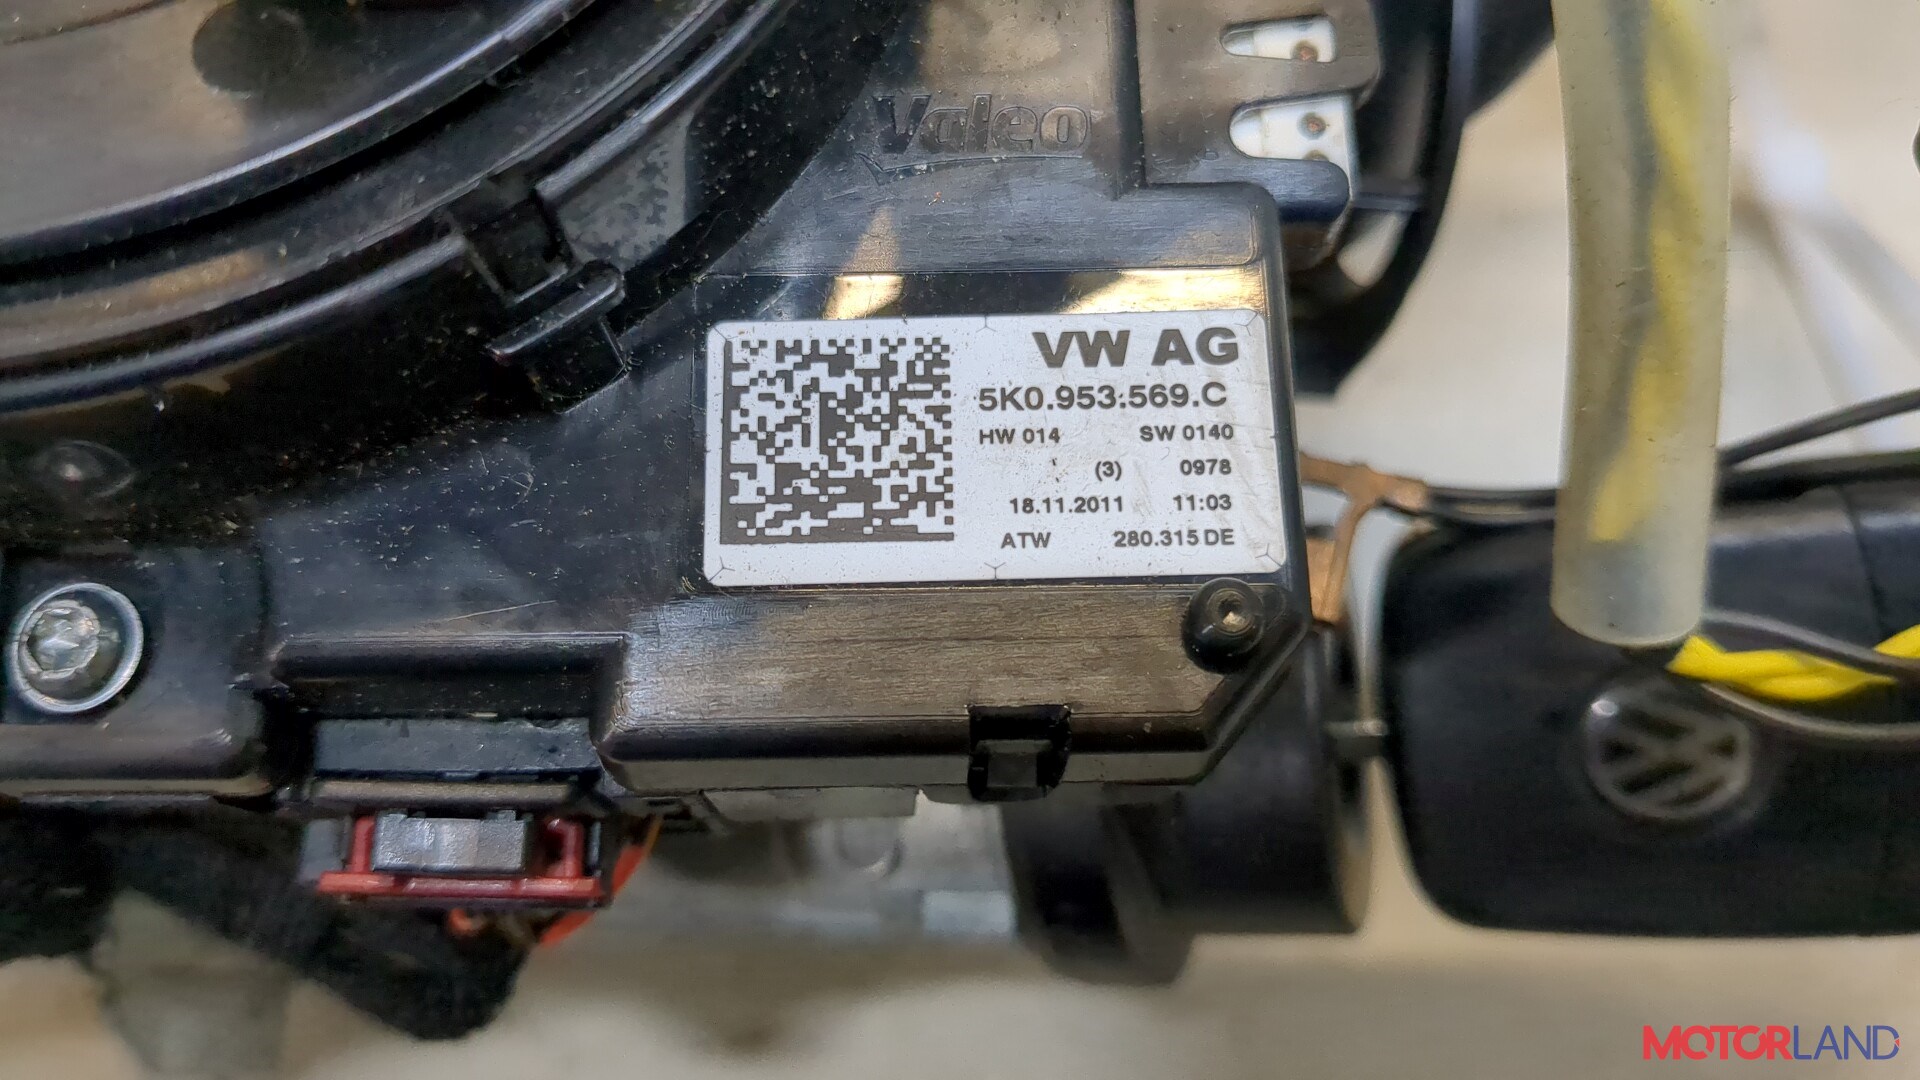 Valeo
VW AG
5K0.953.569.C
HW 014 SW 0140
(3) 0978
18.11.2011 11:03
ATW 280.315 DE
VW
MOTORLAND